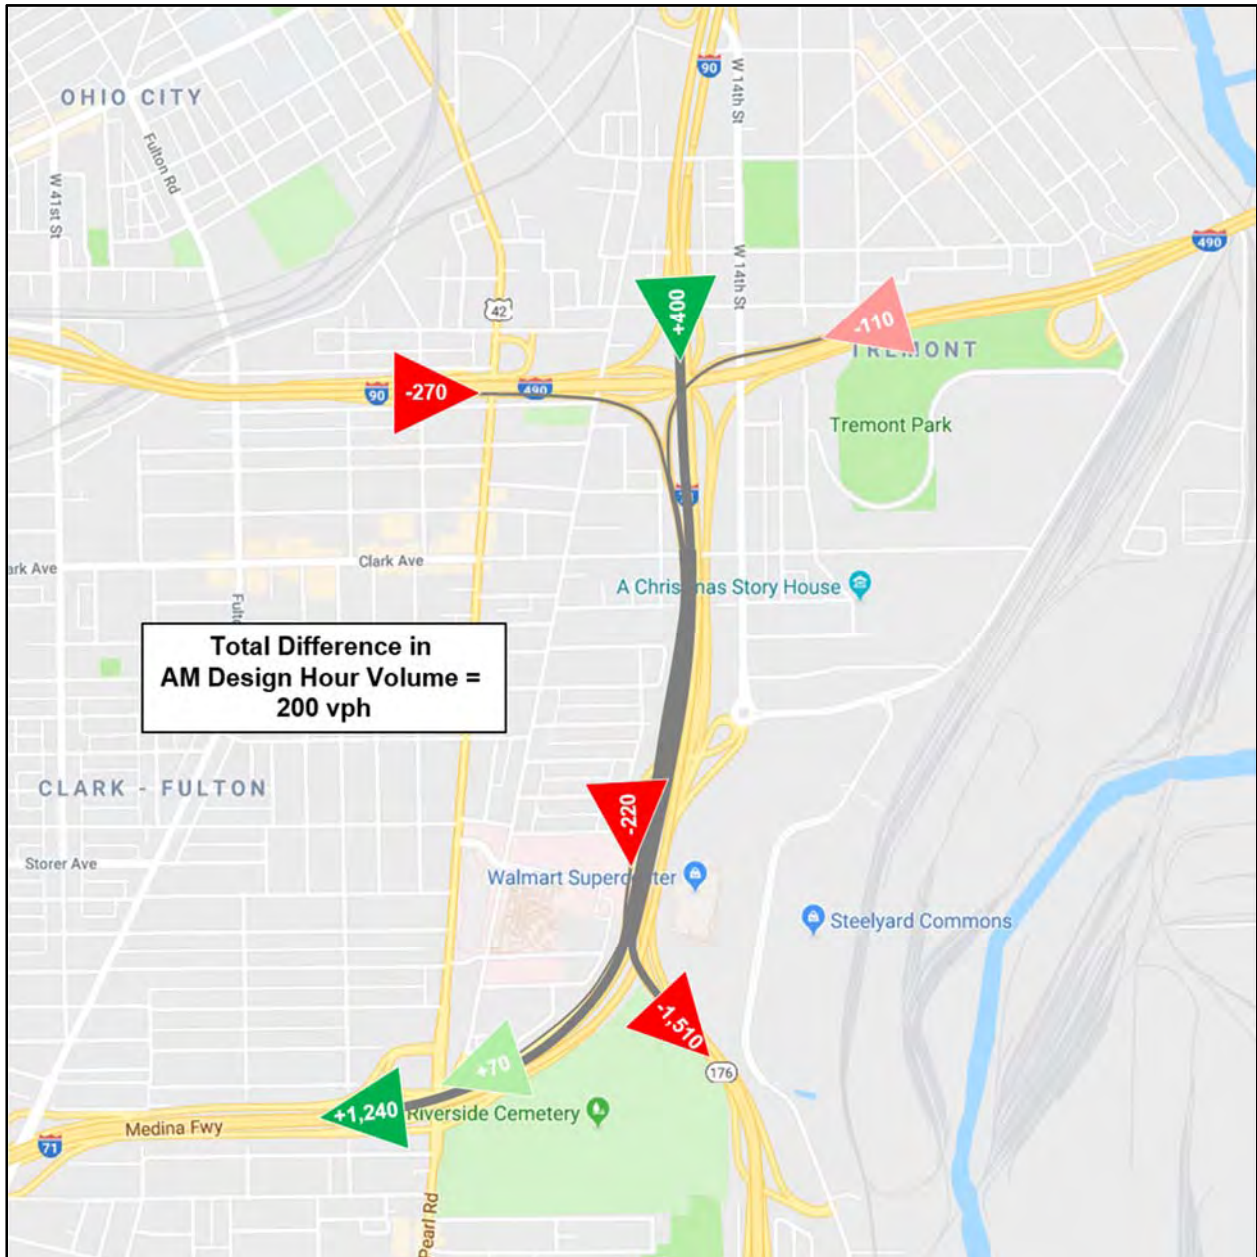 OHIO CITY
90
W 14th St
Fulton Rd
W 41st St
490
W 14th St
42
+400
-110
TREMONT
90
-270
490
Tremont Park
Clark Ave
ark Ave
A Chris
mas Story House
Fult
Total Difference in
AM Design Hour Volume =
200 vph
CLARK - FULTON
-220
Storer Ave
Walmart Superc
ter
Steelyard Commons
-1,510
+70
176
+1,240
Riverside Cemetery
Medina Fwy
71
Pearl Rd